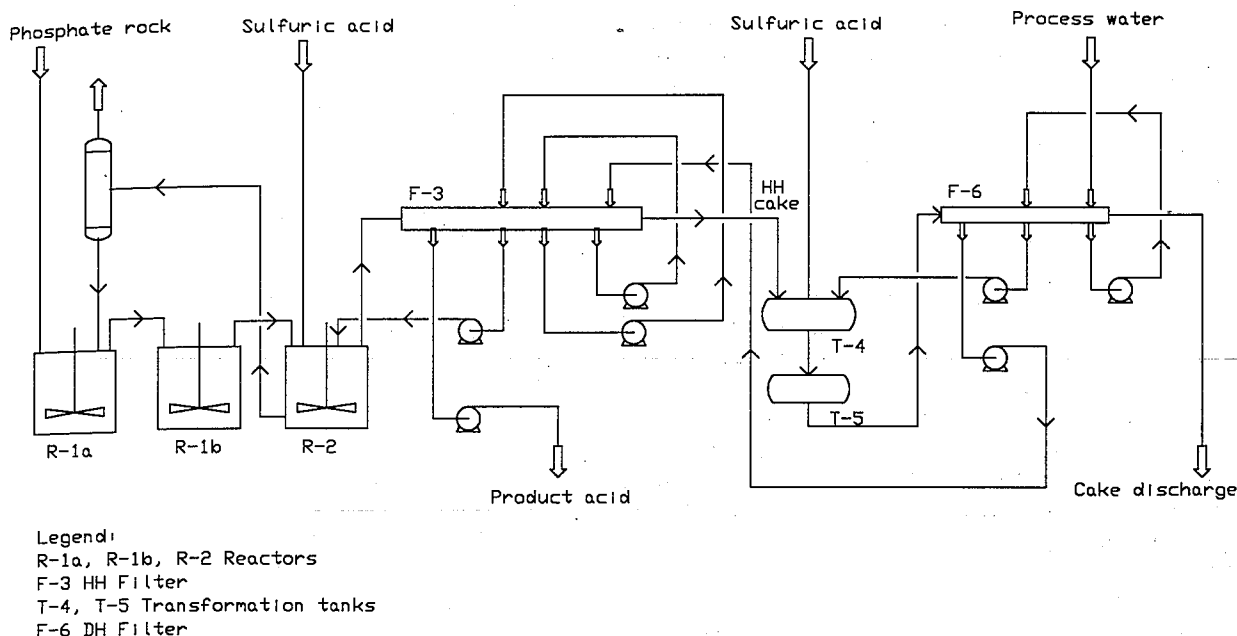 Phosphate rock
Sulfuric acid
Sulfuric acid
Process water
F-3
HH
cake
F-6
T-4
T-5
R-1a
R-1b
R-2
Product acid
Cake discharge
Legend:
R-1a, R-1b, R-2 Reactors
F-3 HH Filter
T-4, T-5 Transformation tanks
F-6 DH Filter